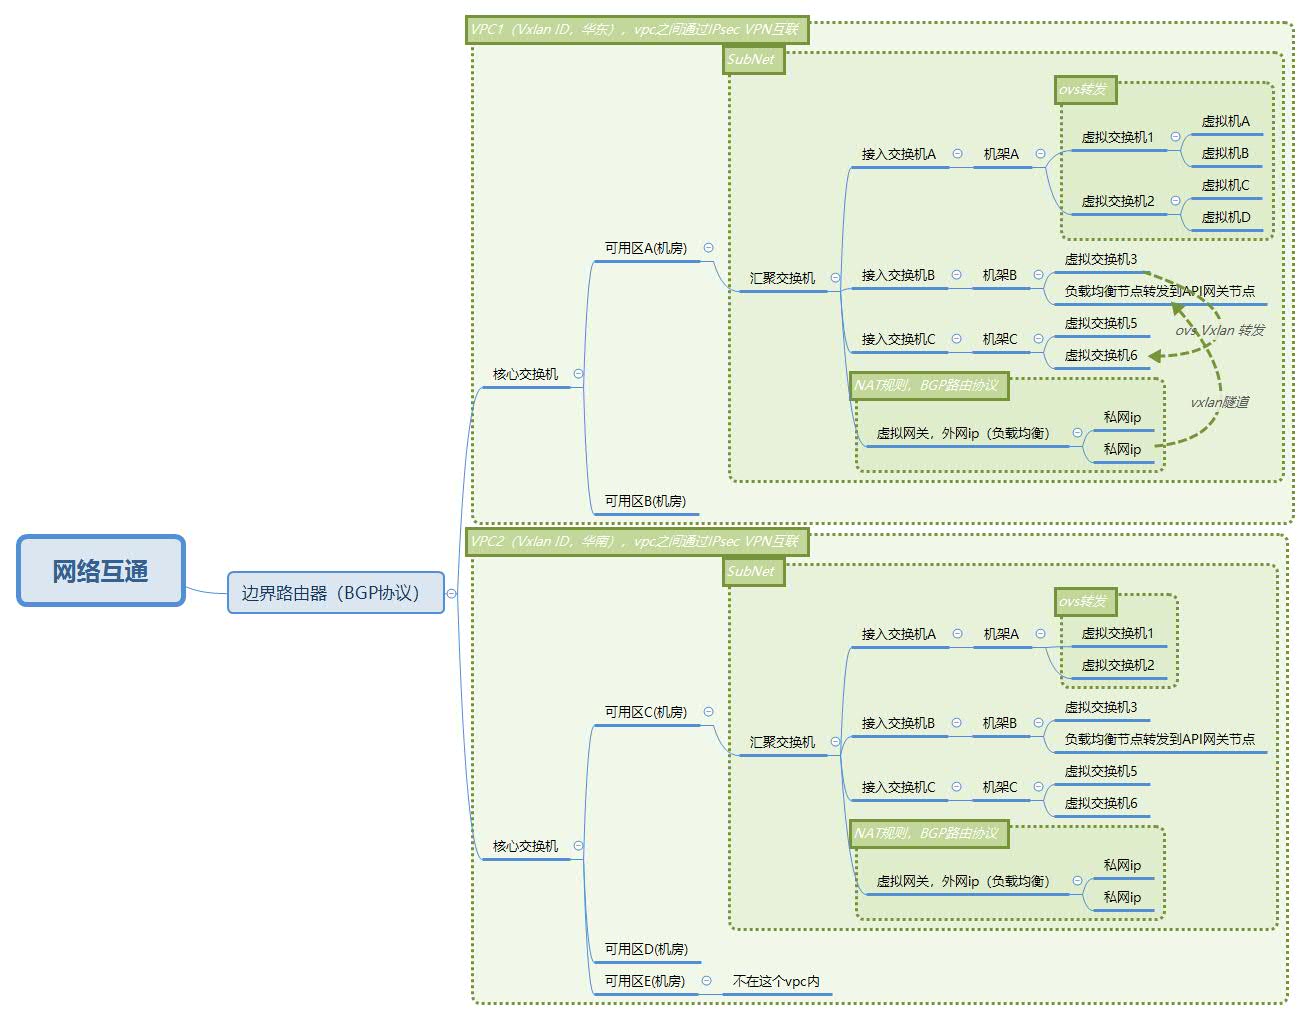 VPC1（Vxlan ID，华东），vpc之间通过IPsec VPN互联
SubNet
ovs转发
虚拟机A
虚拟交换机1
虚拟机B
接入交换机A
机架A
虚拟机C
虚拟交换机2
虚拟机D
可用区A(机房)
虚拟交换机3
汇聚交换机
接入交换机B
机架B
负载均衡节点转发到API网关节点
虚拟交换机5
ovs Vxlan 转发
接入交换机C
机架C
虚拟交换机6
核心交换机
NAT规则，BGP路由协议
vxlan隧道
私网ip
虚拟网关，外网ip（负载均衡）
私网ip
可用区B(机房)
网络互通
边界路由器（BGP协议）
VPC2（Vxlan ID，华南），vpc之间通过IPsec VPN互联
SubNet
ovs转发
虚拟交换机1
接入交换机A
机架A
虚拟交换机2
可用区C(机房)
虚拟交换机3
接入交换机B
机架B
汇聚交换机
负载均衡节点转发到API网关节点
虚拟交换机5
接入交换机C
机架C
虚拟交换机6
NAT规则，BGP路由协议
核心交换机
私网ip
虚拟网关，外网ip（负载均衡）
私网ip
可用区D(机房)
可用区E(机房)
不在这个vpc内